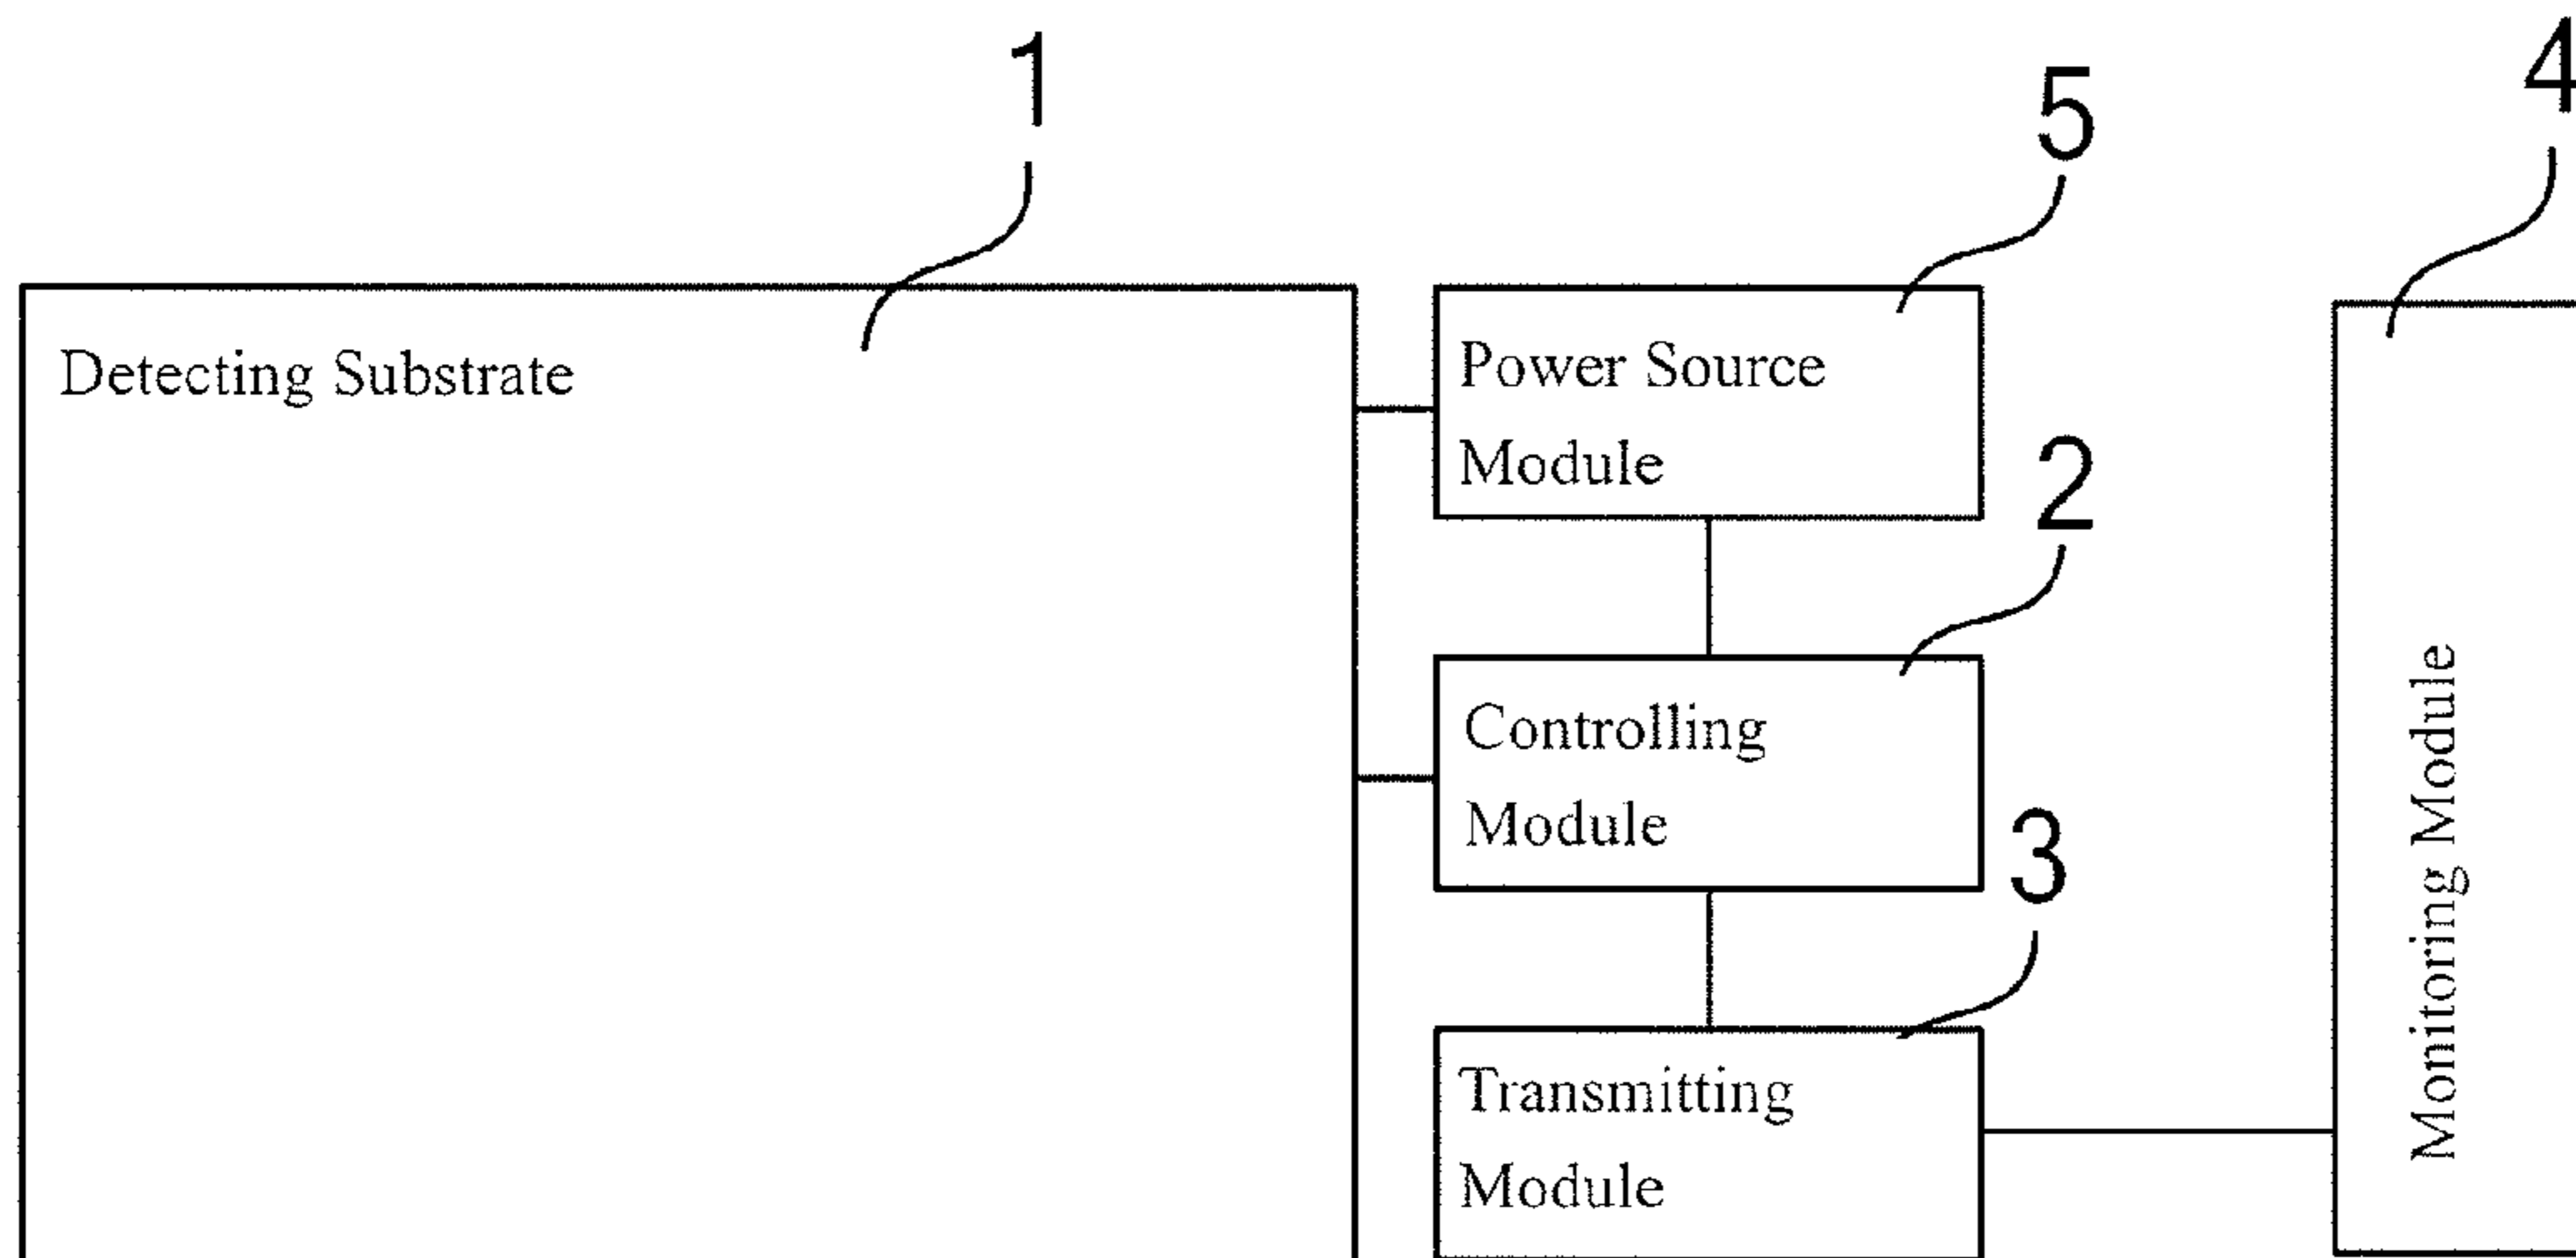 1
5
4
Detecting Substrate
Power Source
Module
2
Controlling
Module
3
Transmitting
Module
Monitoring Module